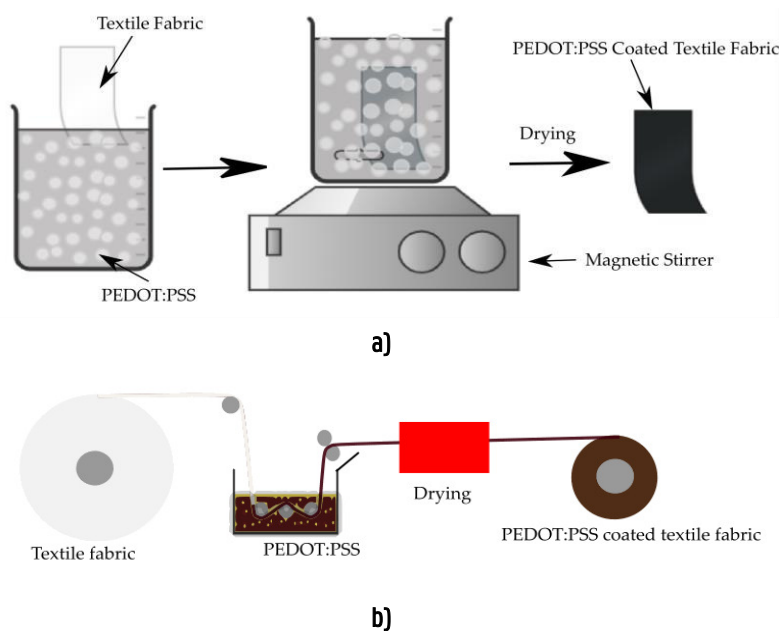 Textile Fabric
PEDOT:PSS Coated Textile Fabric
Drying
Magnetic Stirrer
PEDOT:PSS
a)
Drying
Textile fabric
PEDOT:PSS
PEDOT:PSS coated textile fabric
b)